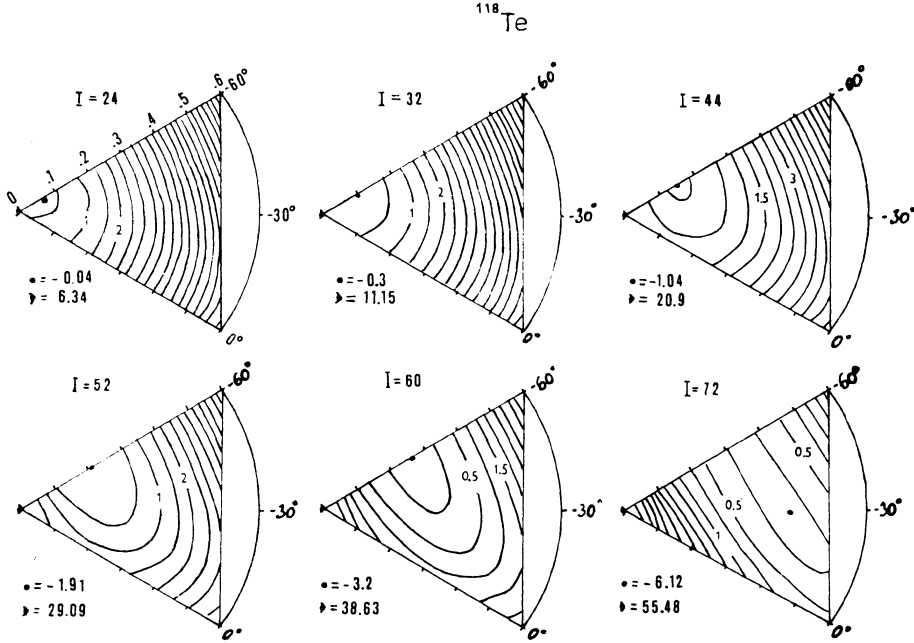 118Te
I = 24
0 .1 .2 .3 .4 .5 .6
-60°
2
-30°
0°
• = - 0.04
= 6.34
I = 32
-60°
1 2
-30°
0°
• = - 0.3
= 11.15
I = 44
-60°
1.5 3
-30°
0°
• = -1.04
= 20.9
I = 52
-60°
1 2
-30°
0°
• = - 1.91
= 29.09
I = 60
-60°
0.5 1.5
-30°
0°
• = - 3.2
= 38.63
I = 72
-60°
0.5
0.5
1
-30°
0°
• = - 6.12
= 55.48